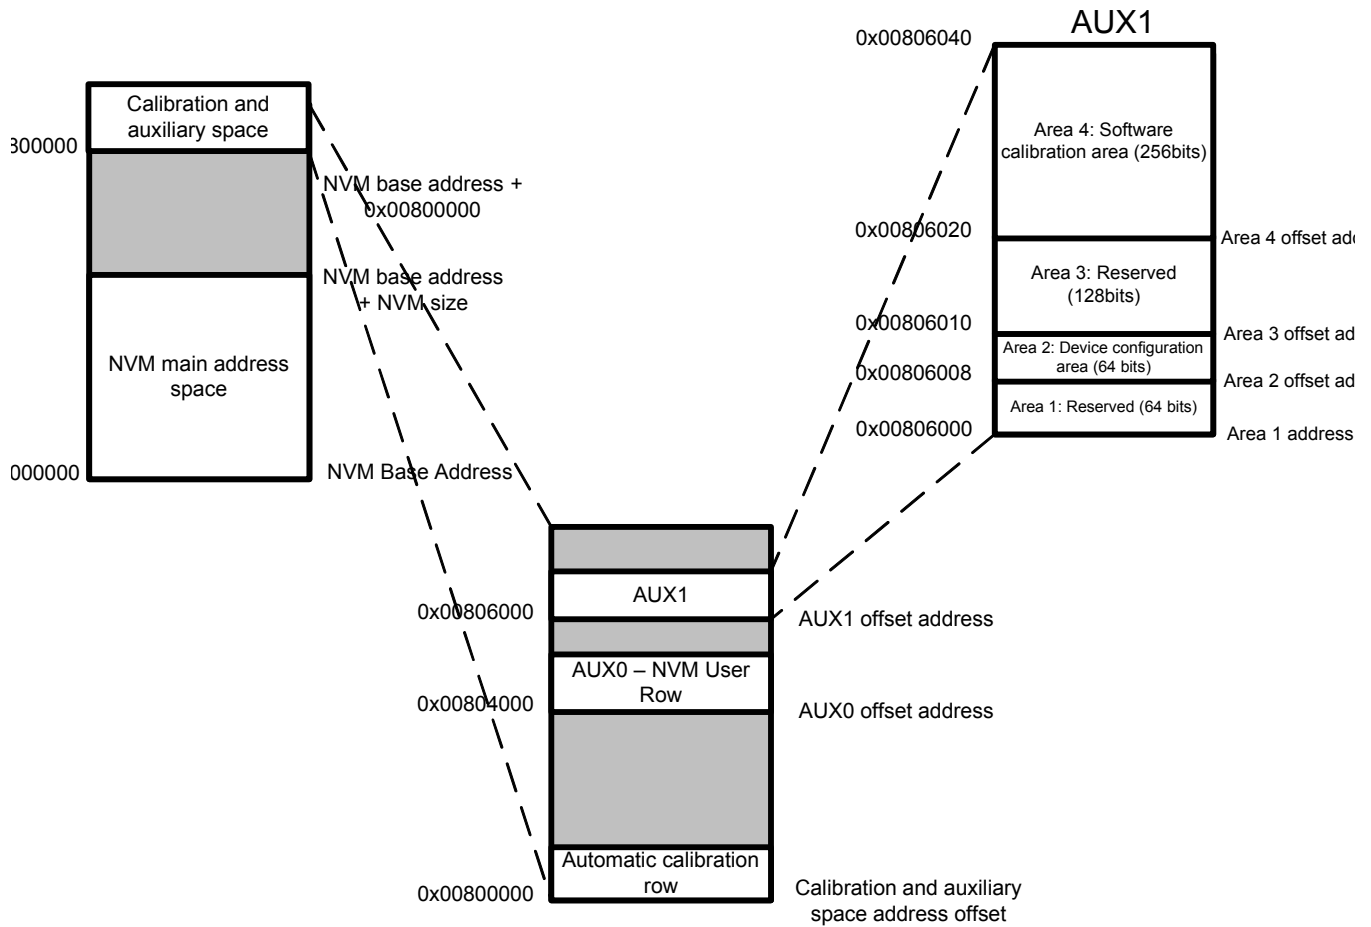 AUX1
0x00806040
Calibration and
auxiliary space
800000
NVM base address +
0x00800000
NVM base address
+ NVM size
NVM main address
space
000000
NVM Base Address
Area 4: Software
calibration area (256bits)
0x00806020
Area 4 offset
Area 3: Reserved
(128bits)
0x00806010
Area 3 offset
Area 2: Device configuration
area (64 bits)
0x00806008
Area 2 offset
Area 1: Reserved (64 bits)
0x00806000
Area 1 address
AUX1
0x00806000
AUX1 offset address
AUX0 – NVM User
Row
0x00804000
AUX0 offset address
Automatic calibration
row
0x00800000
Calibration and auxiliary
space address offset